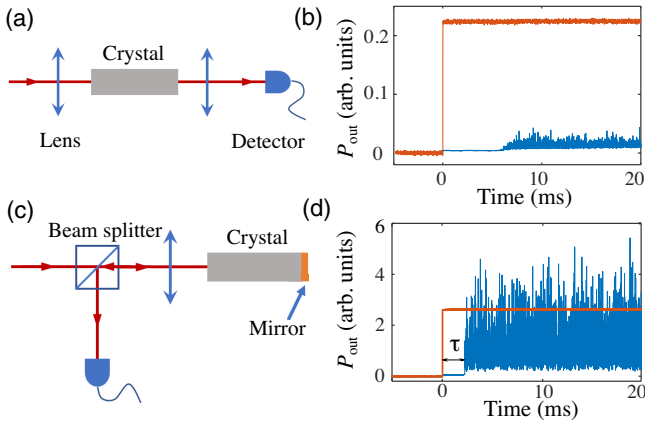 (a)
Crystal
Lens
Detector
(b)
P_out (arb. units)
0.2
0.1
0
0
10
20
Time (ms)
(c)
Beam splitter
Crystal
Mirror
(d)
P_out (arb. units)
6
4
2
0
τ
0
10
20
Time (ms)